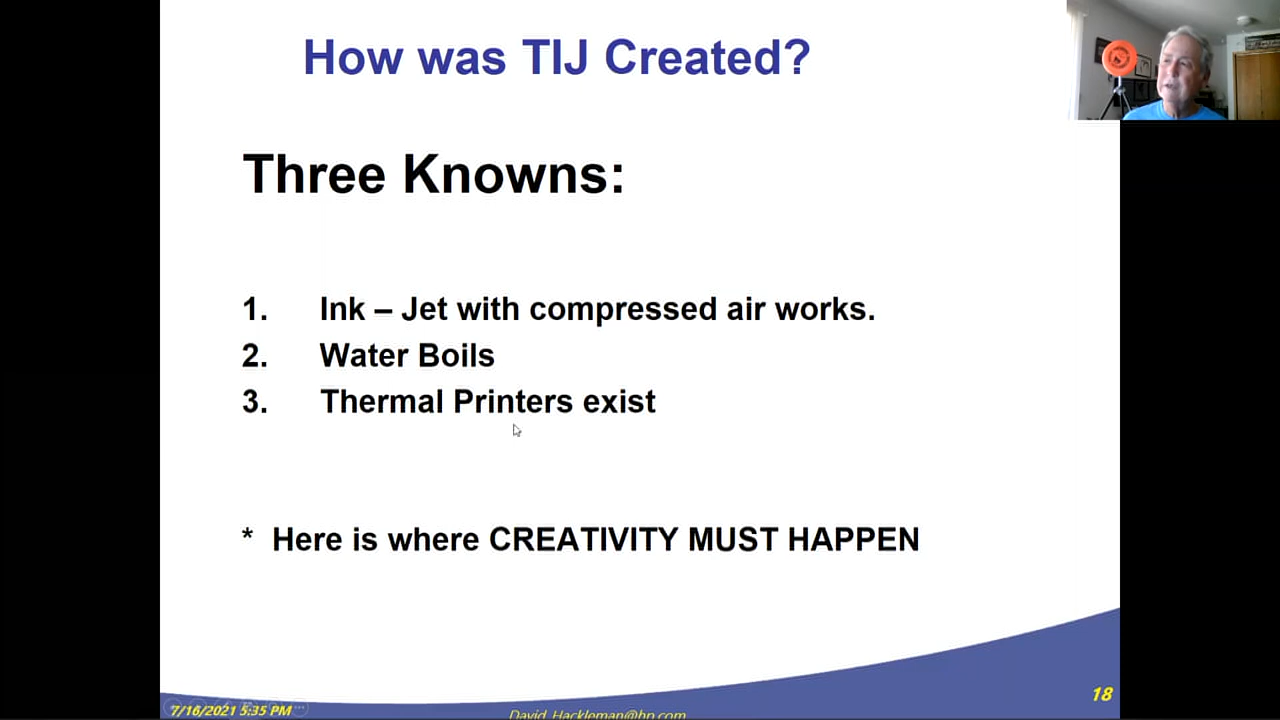 How was TIJ Created?
Three Knowns:
1. Ink – Jet with compressed air works.
2. Water Boils
3. Thermal Printers exist
* Here is where CREATIVITY MUST HAPPEN
7/16/2021 5:35 PM
David_Hackleman@hp.com
18